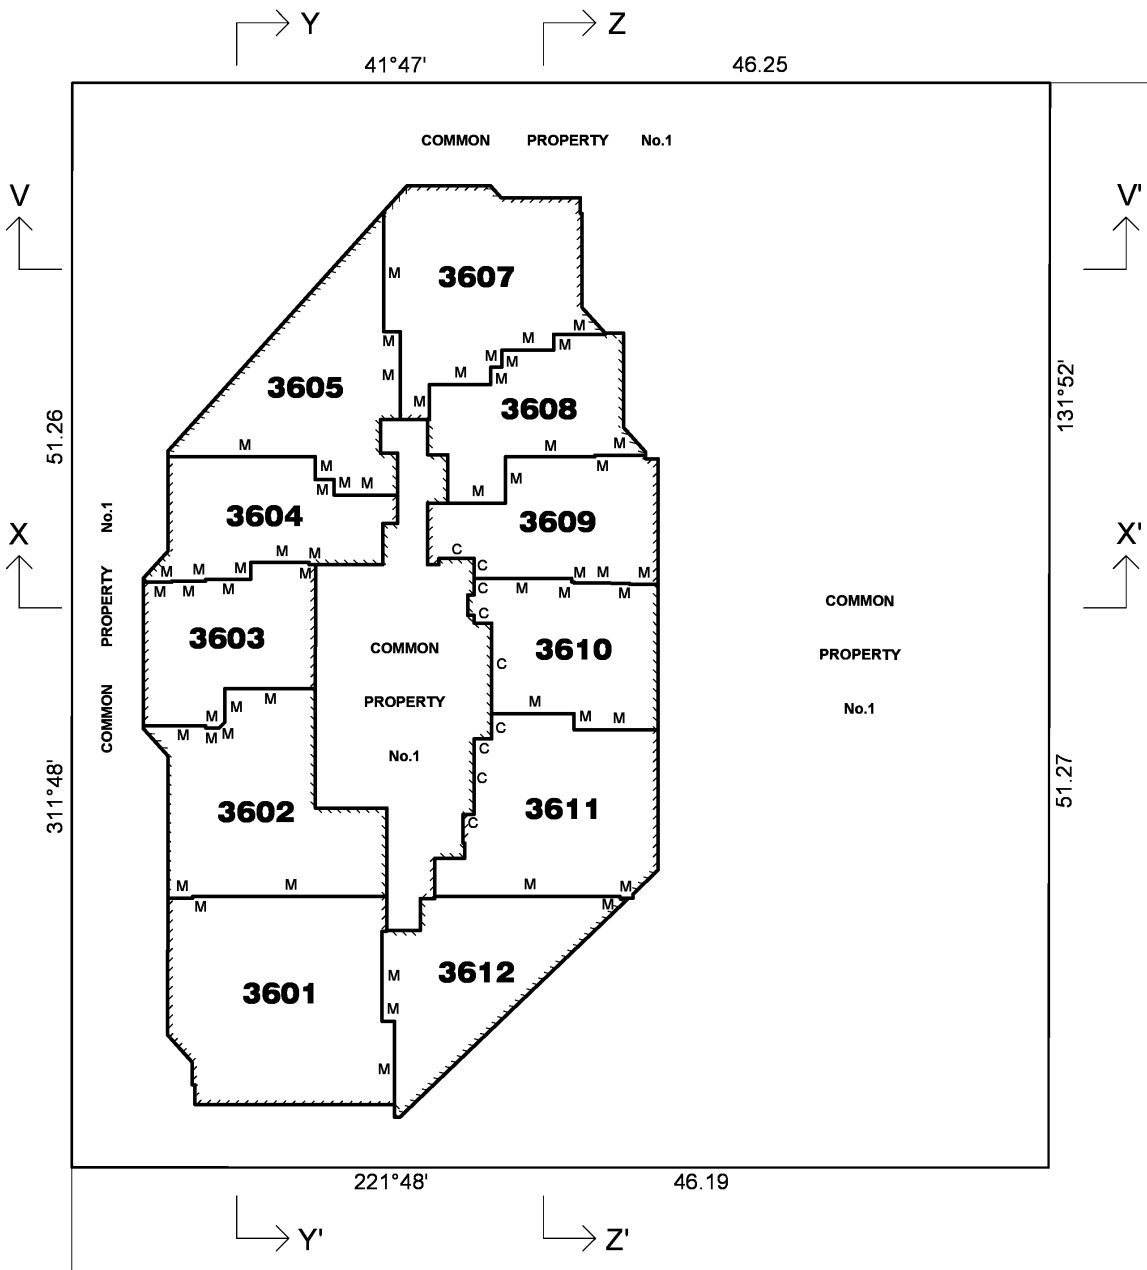 Y
Z
41°47'
46.25
COMMON PROPERTY No.1
V
V'
M
3607
M
M
M
M
M
M
M
M
M
M
3605
M
3608
51.26
131°52'
M
M
M
M
M
M
M
M
M
M
COMMON PROPERTY No.1
3604
3609
X
X'
M
M
C
C
M
M
M
M
M
M
M
M
M
M
M
C
M
M
M
C
COMMON
PROPERTY
No.1
3603
COMMON
PROPERTY
No.1
3610
C
M
M
M
M
M
M
M
M
M
M
C
C
C
311°48'
51.27
3602
3611
C
M
M
M
M
M
M
3612
M
3601
M
M
221°48'
46.19
Y'
Z'